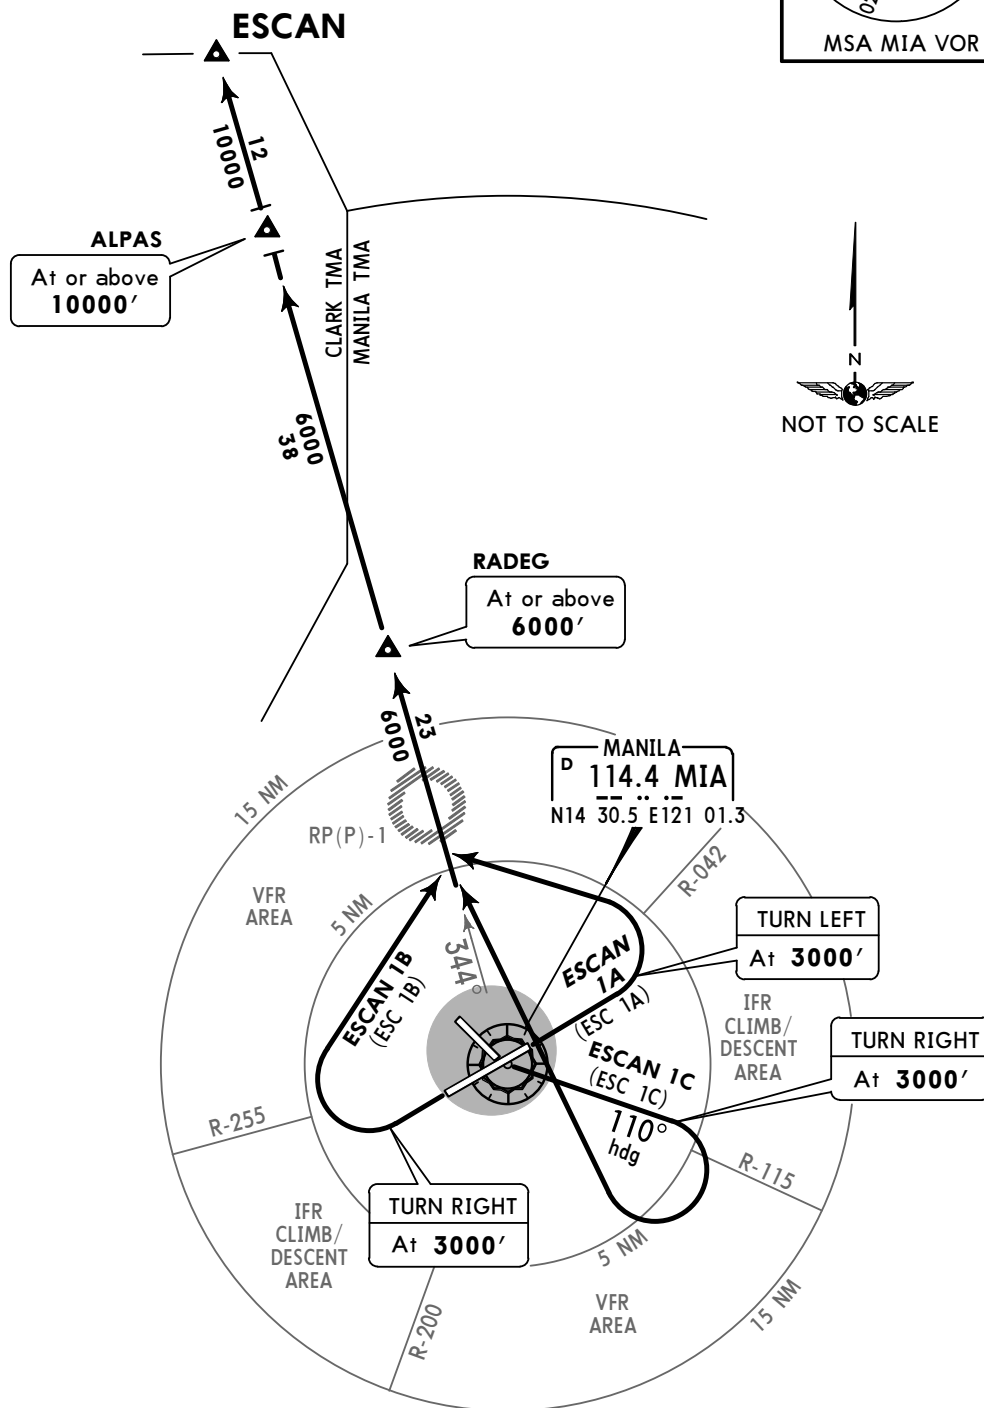 ESCAN
02
MSA MIA VOR
12
10000
ALPAS
At or above
10000′
CLARK TMA
MANILA TMA
N
NOT TO SCALE
6000
38
RADEG
At or above
6000′
23
6000
MANILA
D 114.4 MIA
N14 30.5 E121 01.3
15 NM
RP(P)-1
R-042
VFR
AREA
5 NM
TURN LEFT
At 3000′
344°
ESCAN
1A
(ESC 1A)
ESCAN 1B
(ESC 1B)
IFR
CLIMB/
DESCENT
AREA
TURN RIGHT
At 3000′
ESCAN 1C
(ESC 1C)
110°
hdg
R-255
R-115
TURN RIGHT
At 3000′
IFR
CLIMB/
DESCENT
AREA
5 NM
15 NM
VFR
AREA
R-200